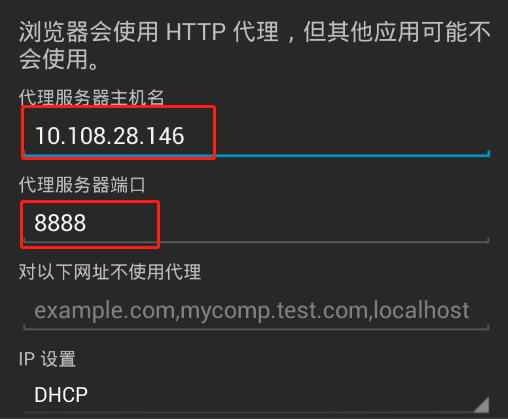 浏览器会使用 HTTP 代理，但其他应用可能不
会使用。
代理服务器主机名
10.108.28.146
代理服务器端口
8888
对以下网址不使用代理
example.com,mycomp.test.com,localhost
IP 设置
DHCP